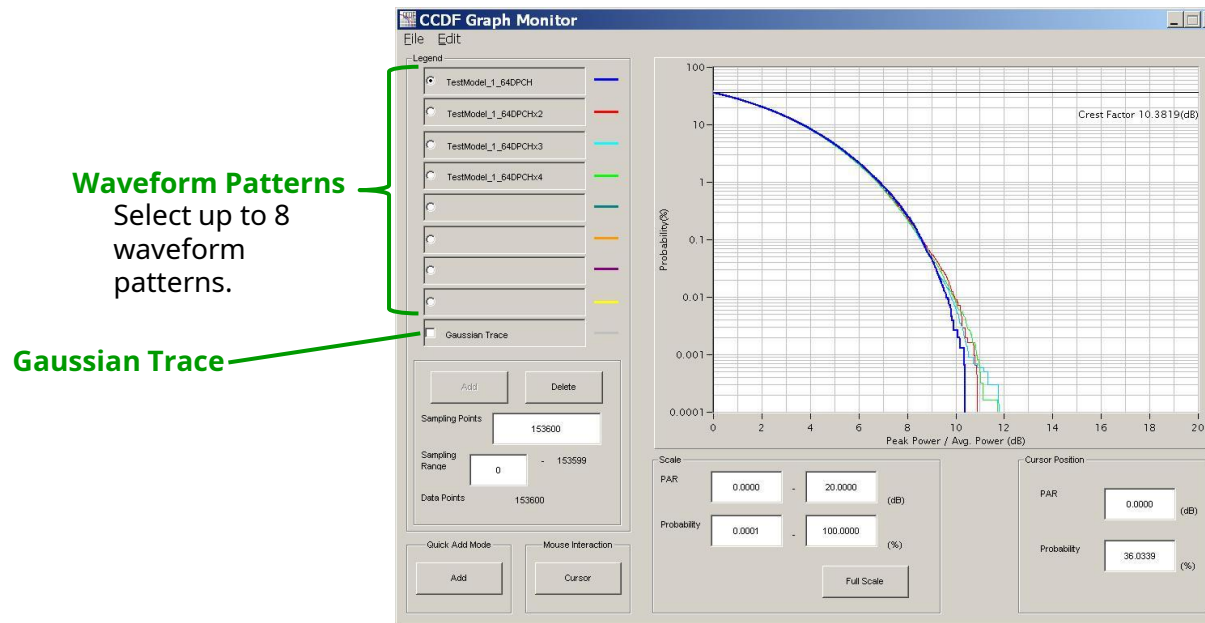 CCDF Graph Monitor
File Edit
Legend
TestModel_1_64DPCH
TestModel_1_64DPCHx2
TestModel_1_64DPCHx3
TestModel_1_64DPCHx4
Gaussian Trace
Waveform Patterns
Select up to 8
waveform
patterns.
Gaussian Trace
Add
Delete
Sampling Points
153600
Sampling
Range
0
- 153599
Data Points
153600
Quick Add Mode
Add
Mouse Interaction
Cursor
100
10
1
0.1
0.01
0.001
0.0001
Probability(%)
Crest Factor 10.3819(dB)
0 2 4 6 8 10 12 14 16 18 20
Peak Power / Avg. Power (dB)
Scale
PAR
0.0000 - 20.0000 (dB)
Probability
0.0001 - 100.0000 (%)
Full Scale
Cursor Position
PAR
0.0000 (dB)
Probability
36.0339 (%)